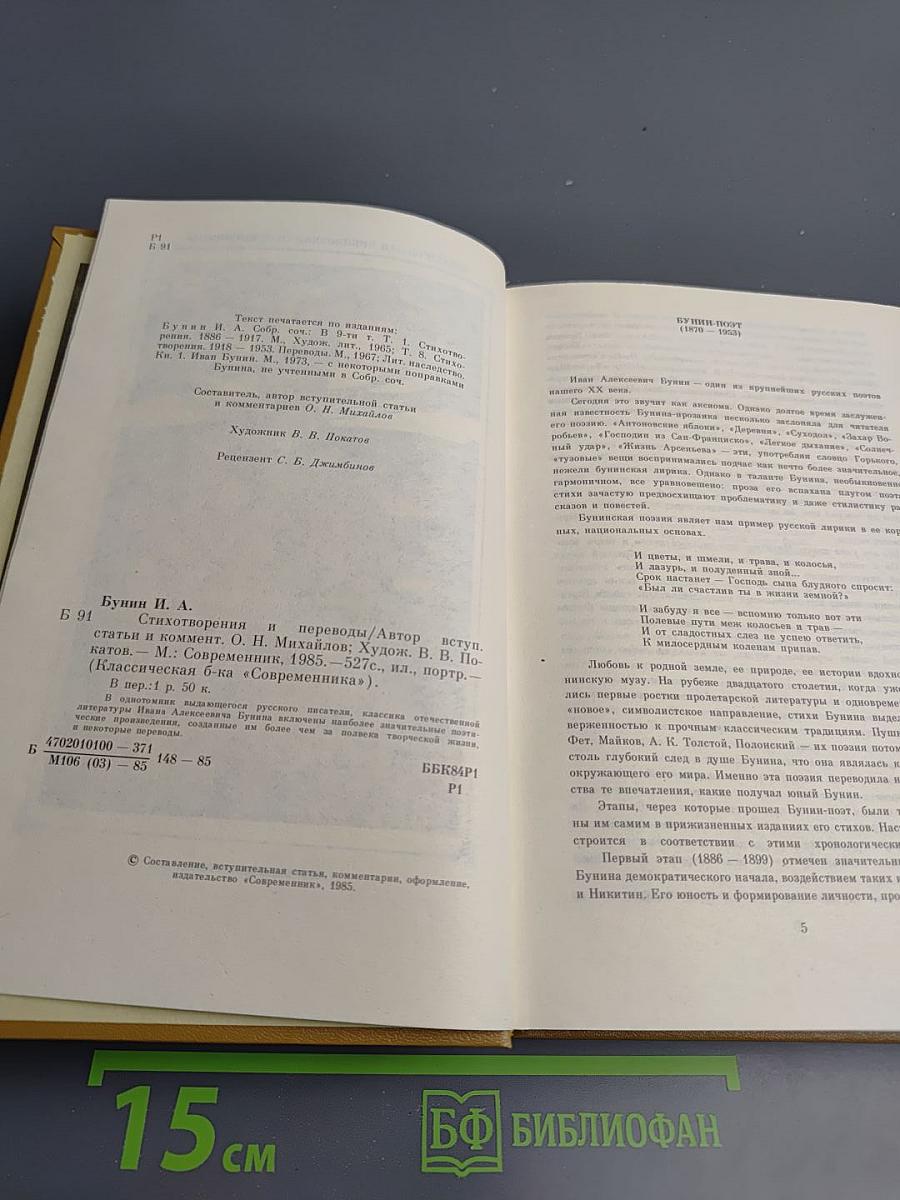 Р1
Б 91
Текст печатается по изданиям:
Бунин И. А. Собр. соч.: В 9-ти т. Т. 1. Стихотво-
рения. 1886 — 1917. М., Худож. лит., 1965; Т. 8. Стихо-
творения. 1918 — 1953. Переводы. М., 1967; Лит. наследство.
Кн. 1. Иван Бунин. М., 1973, — с некоторыми поправками
Бунина, не учтенными в Собр. соч.
Составитель, автор вступительной статьи
и комментариев О. Н. Михайлов
Художник В. В. Покатов
Рецензент С. Б. Джимбинов
Бунин И. А.
Б 91 Стихотворения и переводы/Автор вступ.
статьи и коммент. О. Н. Михайлов; Худож. В. В. По-
катов.— М.: Современник, 1985.—527с., ил., портр.—
(Классическая б-ка «Современника»).
В пер.:1 р. 50 к.
В однотомник выдающегося русского писателя, классика отечественной
литературы Ивана Алексеевича Бунина включены наиболее значительные поэти-
ческие произведения, созданные им более чем за полвека творческой жизни,
и некоторые переводы.
Б 4702010100 — 371
М106 (03) — 85 148 — 85
ББК84Р1
Р1
© Составление, вступительная статья, комментарии, оформление,
издательство «Современник», 1985.
БУНИН-ПОЭТ
(1870 — 1953)
Иван Алексеевич Бунин — один из крупнейших русских поэтов
нашего XX века.
Сегодня это звучит как аксиома. Однако долгое время заслужен-
ная известность Бунина-прозаика несколько заслоняла для читателя
его поэзию. «Антоновские яблоки», «Деревня», «Суходол», «Захар Во-
робьев», «Господин из Сан-Франциско», «Легкое дыхание», «Солнеч-
ный удар», «Жизнь Арсеньева» — эти, употребляя словцо Горького,
«тузовые» вещи воспринимались подчас как нечто более значительное,
нежели бунинская лирика. Однако в таланте Бунина, необыкновенно
гармоничном, все уравновешено: проза его вспахана плугом поэт
стихи зачастую предвосхищают проблематику и даже стилистику ра
сказов и повестей.
Бунинская поэзия являет нам пример русской лирики в ее кор
ных, национальных основах.
И цветы, и шмели, и трава, и колосья,
И лазурь, и полуденный зной...
Срок настанет — Господь сына блудного спросит:
«Был ли счастлив ты в жизни земной?»
И забуду я все — вспомню только вот эти
Полевые пути меж колосьев и трав —
И от сладостных слез не успею ответить,
К милосердным коленам припав.
Любовь к родной земле, ее природе, ее истории вдохно
нинскую музу. На рубеже двадцатого столетия, когда уже
лись первые ростки пролетарской литературы и одновреме
«новое», символистское направление, стихи Бунина выдел
верженностью к прочным классическим традициям. Пушк
Фет, Майков, А. К. Толстой, Полонский — их поэзия потом
столь глубокий след в душе Бунина, что она являлась к
окружающего его мира. Именно эта поэзия переводила н
ства те впечатления, какие получал юный Бунин.
Этапы, через которые прошел Бунин-поэт, были т
ны им самим в прижизненных изданиях его стихов. Наст
строится в соответствии с этими хронологически
Первый этап (1886 — 1899) отмечен значительны
Бунина демократического начала, воздействием таких
и Никитин. Его юность и формирование личности, про
5
15 см
БФ БИБЛИОФАН